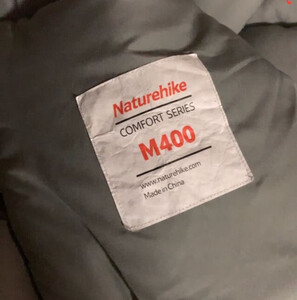 Naturehike
COMFORT SERIES
M400
www.naturehike.com
Made in China